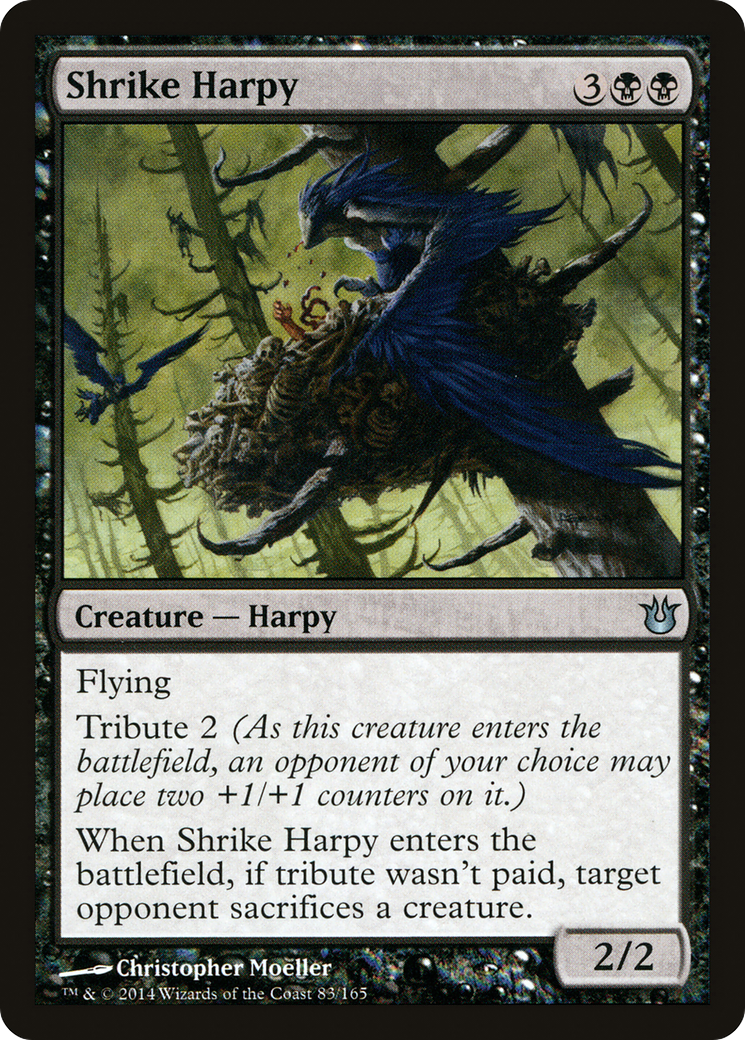 Shrike Harpy 3
Creature — Harpy
Flying
Tribute 2 (As this creature enters the
battlefield, an opponent of your choice may
place two +1/+1 counters on it.)
When Shrike Harpy enters the
battlefield, if tribute wasn't paid, target
opponent sacrifices a creature.
2/2
Christopher Moeller
™ & © 2014 Wizards of the Coast 83/165